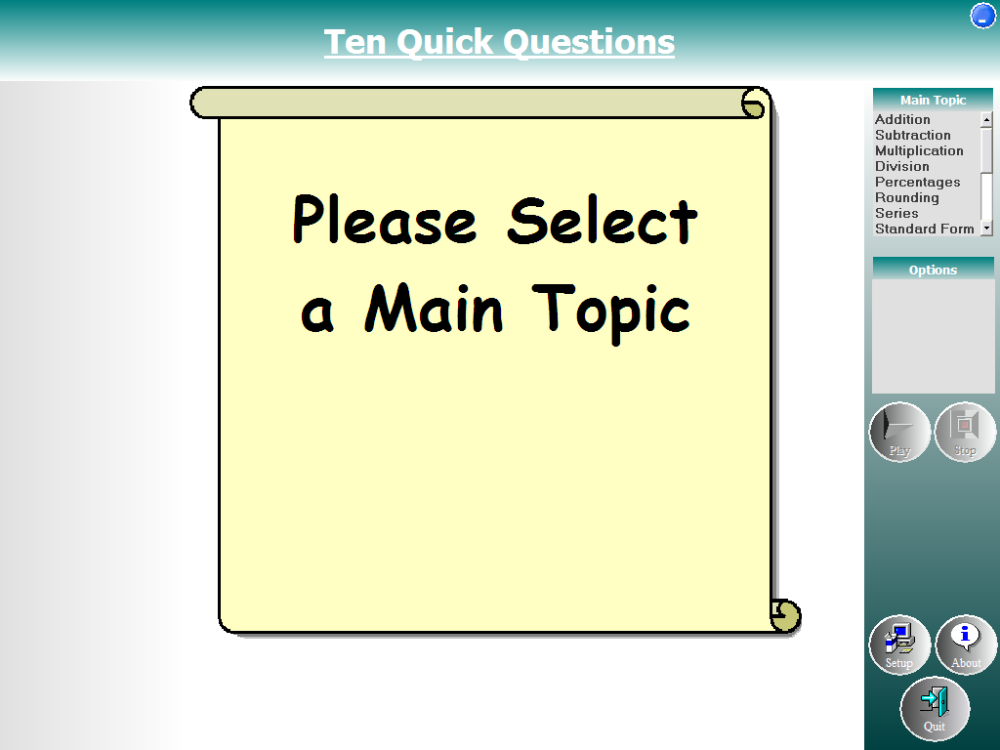 Ten Quick Questions
Please Select
a Main Topic
Main Topic
Addition
Subtraction
Multiplication
Division
Percentages
Rounding
Series
Standard Form
Options
Play
Stop
Setup
About
Quit